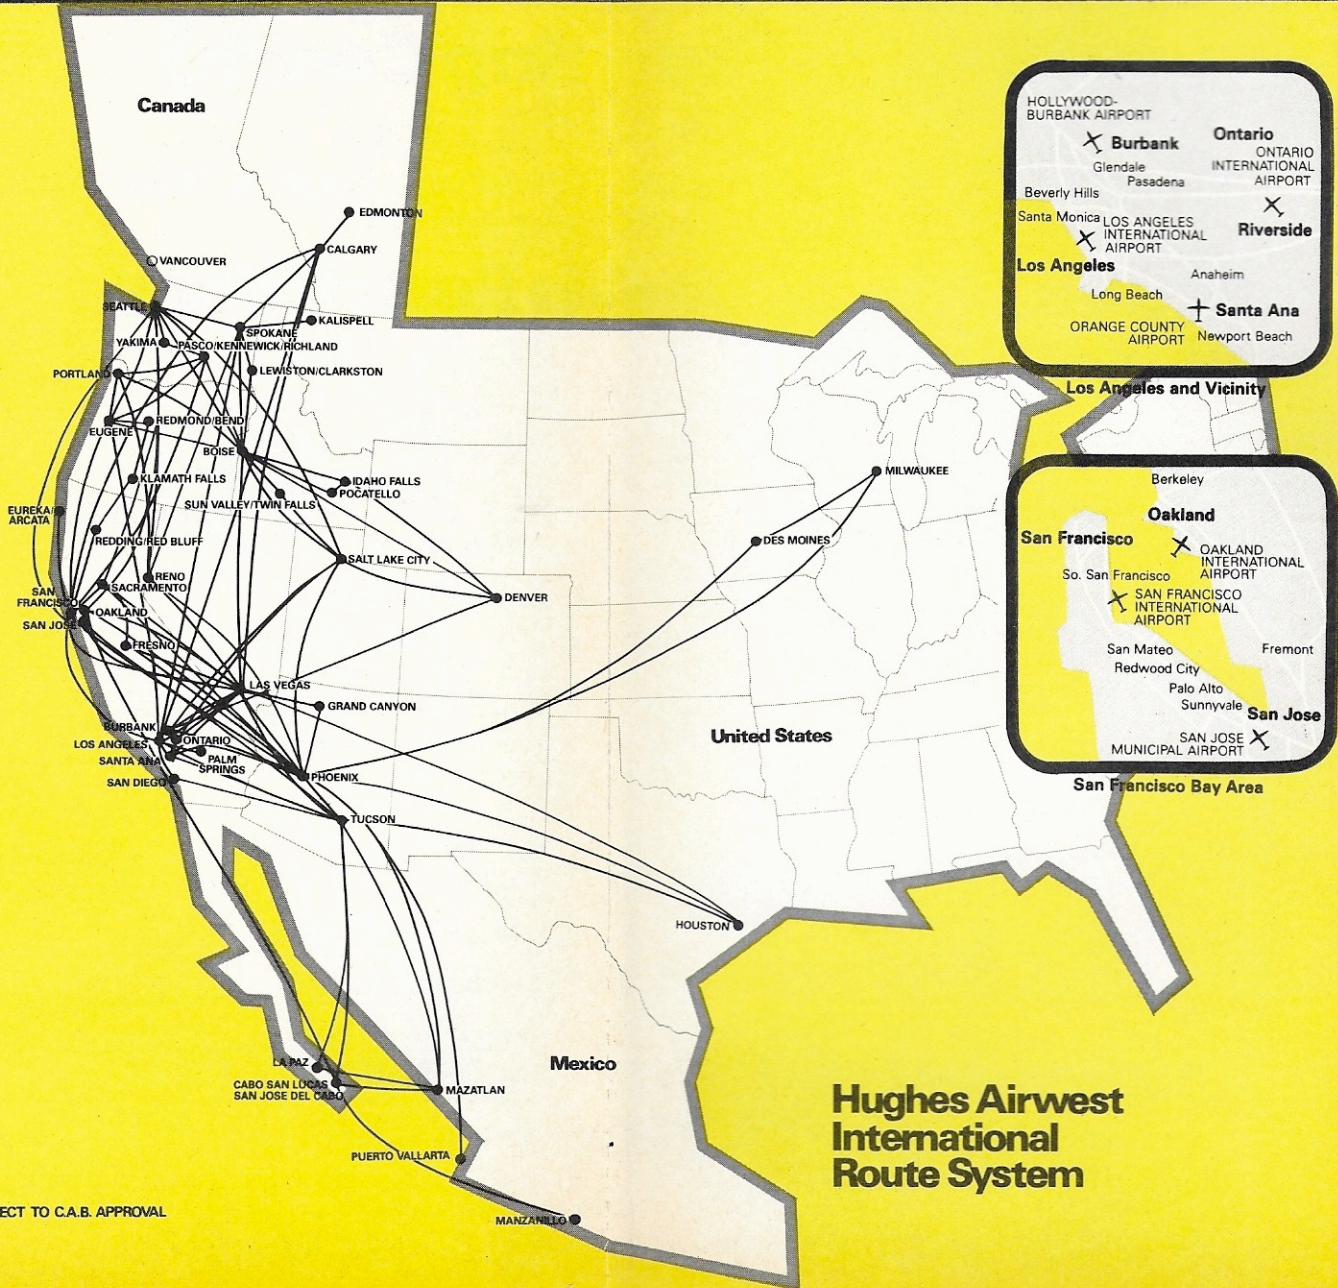 Canada
EDMONTON
CALGARY
VANCOUVER
SEATTLE
KALISPELL
SPOKANE
YAKIMA
PASCO/KENNEWICK/RICHLAND
PORTLAND
LEWISTON/CLARKSTON
REDMOND/BEND
EUGENE
BOISE
KLAMATH FALLS
IDAHO FALLS
POCATELLO
SUN VALLEY/TWIN FALLS
EUREKA/
ARCATA
REDDING/RED BLUFF
SALT LAKE CITY
RENO
SACRAMENTO
SAN
FRANCISCO
OAKLAND
SAN JOSE
DENVER
FRESNO
LAS VEGAS
GRAND CANYON
BURBANK
LOS ANGELES
ONTARIO
SANTA ANA
PALM
SPRINGS
SAN DIEGO
PHOENIX
TUCSON
MILWAUKEE
DES MOINES
United States
HOUSTON
Mexico
LA PAZ
CABO SAN LUCAS
SAN JOSE DEL CABO
MAZATLAN
PUERTO VALLARTA
MANZANILLO
HOLLYWOOD-
BURBANK AIRPORT
Burbank
Ontario
ONTARIO
INTERNATIONAL
AIRPORT
Glendale
Pasadena
Beverly Hills
Santa Monica
LOS ANGELES
INTERNATIONAL
AIRPORT
Riverside
Los Angeles
Anaheim
Long Beach
Santa Ana
ORANGE COUNTY
AIRPORT
Newport Beach
Los Angeles and Vicinity
Berkeley
Oakland
San Francisco
OAKLAND
INTERNATIONAL
AIRPORT
So. San Francisco
SAN FRANCISCO
INTERNATIONAL
AIRPORT
San Mateo
Fremont
Redwood City
Palo Alto
Sunnyvale
San Jose
SAN JOSE
MUNICIPAL AIRPORT
San Francisco Bay Area
Hughes Airwest
International
Route System
ECT TO C.A.B. APPROVAL